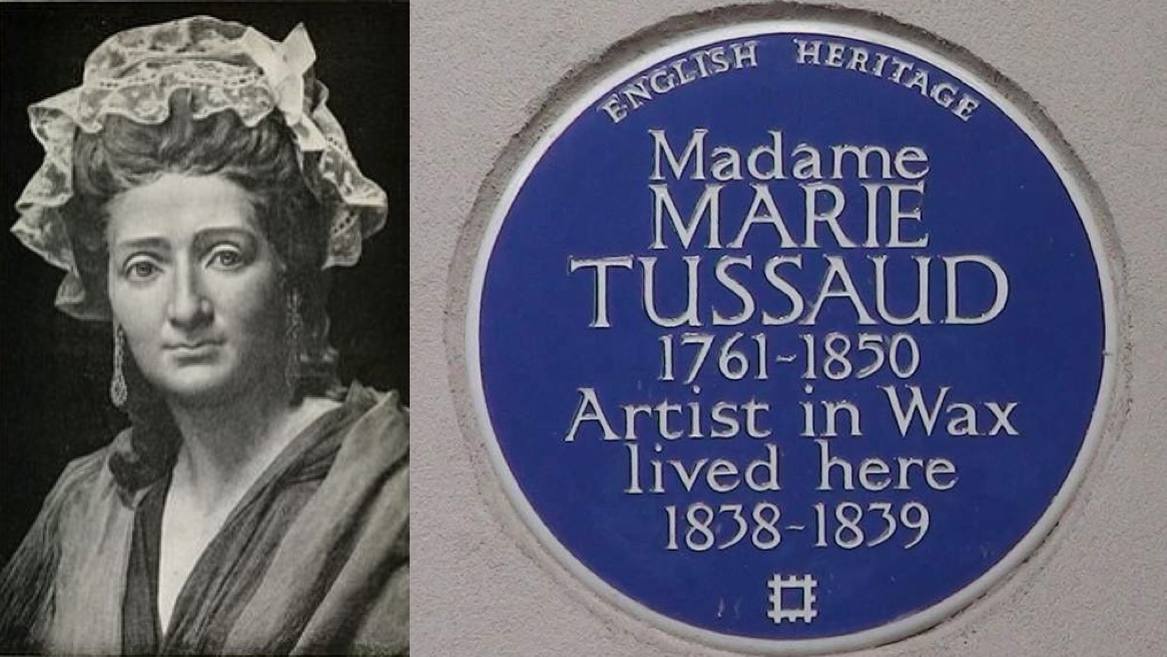 ENGLISH HERITAGE
Madame
MARIE
TUSSAUD
1761-1850
Artist in Wax
lived here
1838-1839